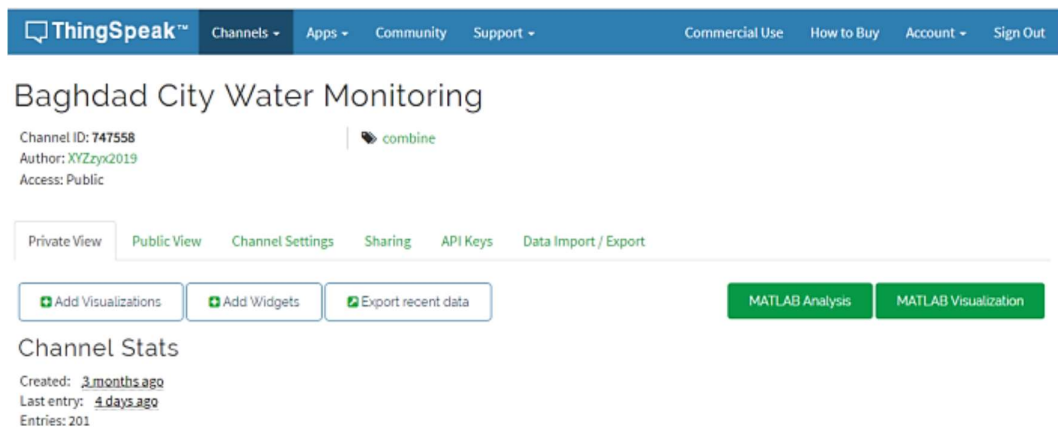 ThingSpeak™ Channels Apps Community Support Commercial Use How to Buy Account Sign Out
Baghdad City Water Monitoring
Channel ID: 747558 combine
Author: XYZzyx2019
Access: Public
Private View Public View Channel Settings Sharing API Keys Data Import / Export
Add Visualizations Add Widgets Export recent data MATLAB Analysis MATLAB Visualization
Channel Stats
Created: 3 months ago
Last entry: 4 days ago
Entries: 201